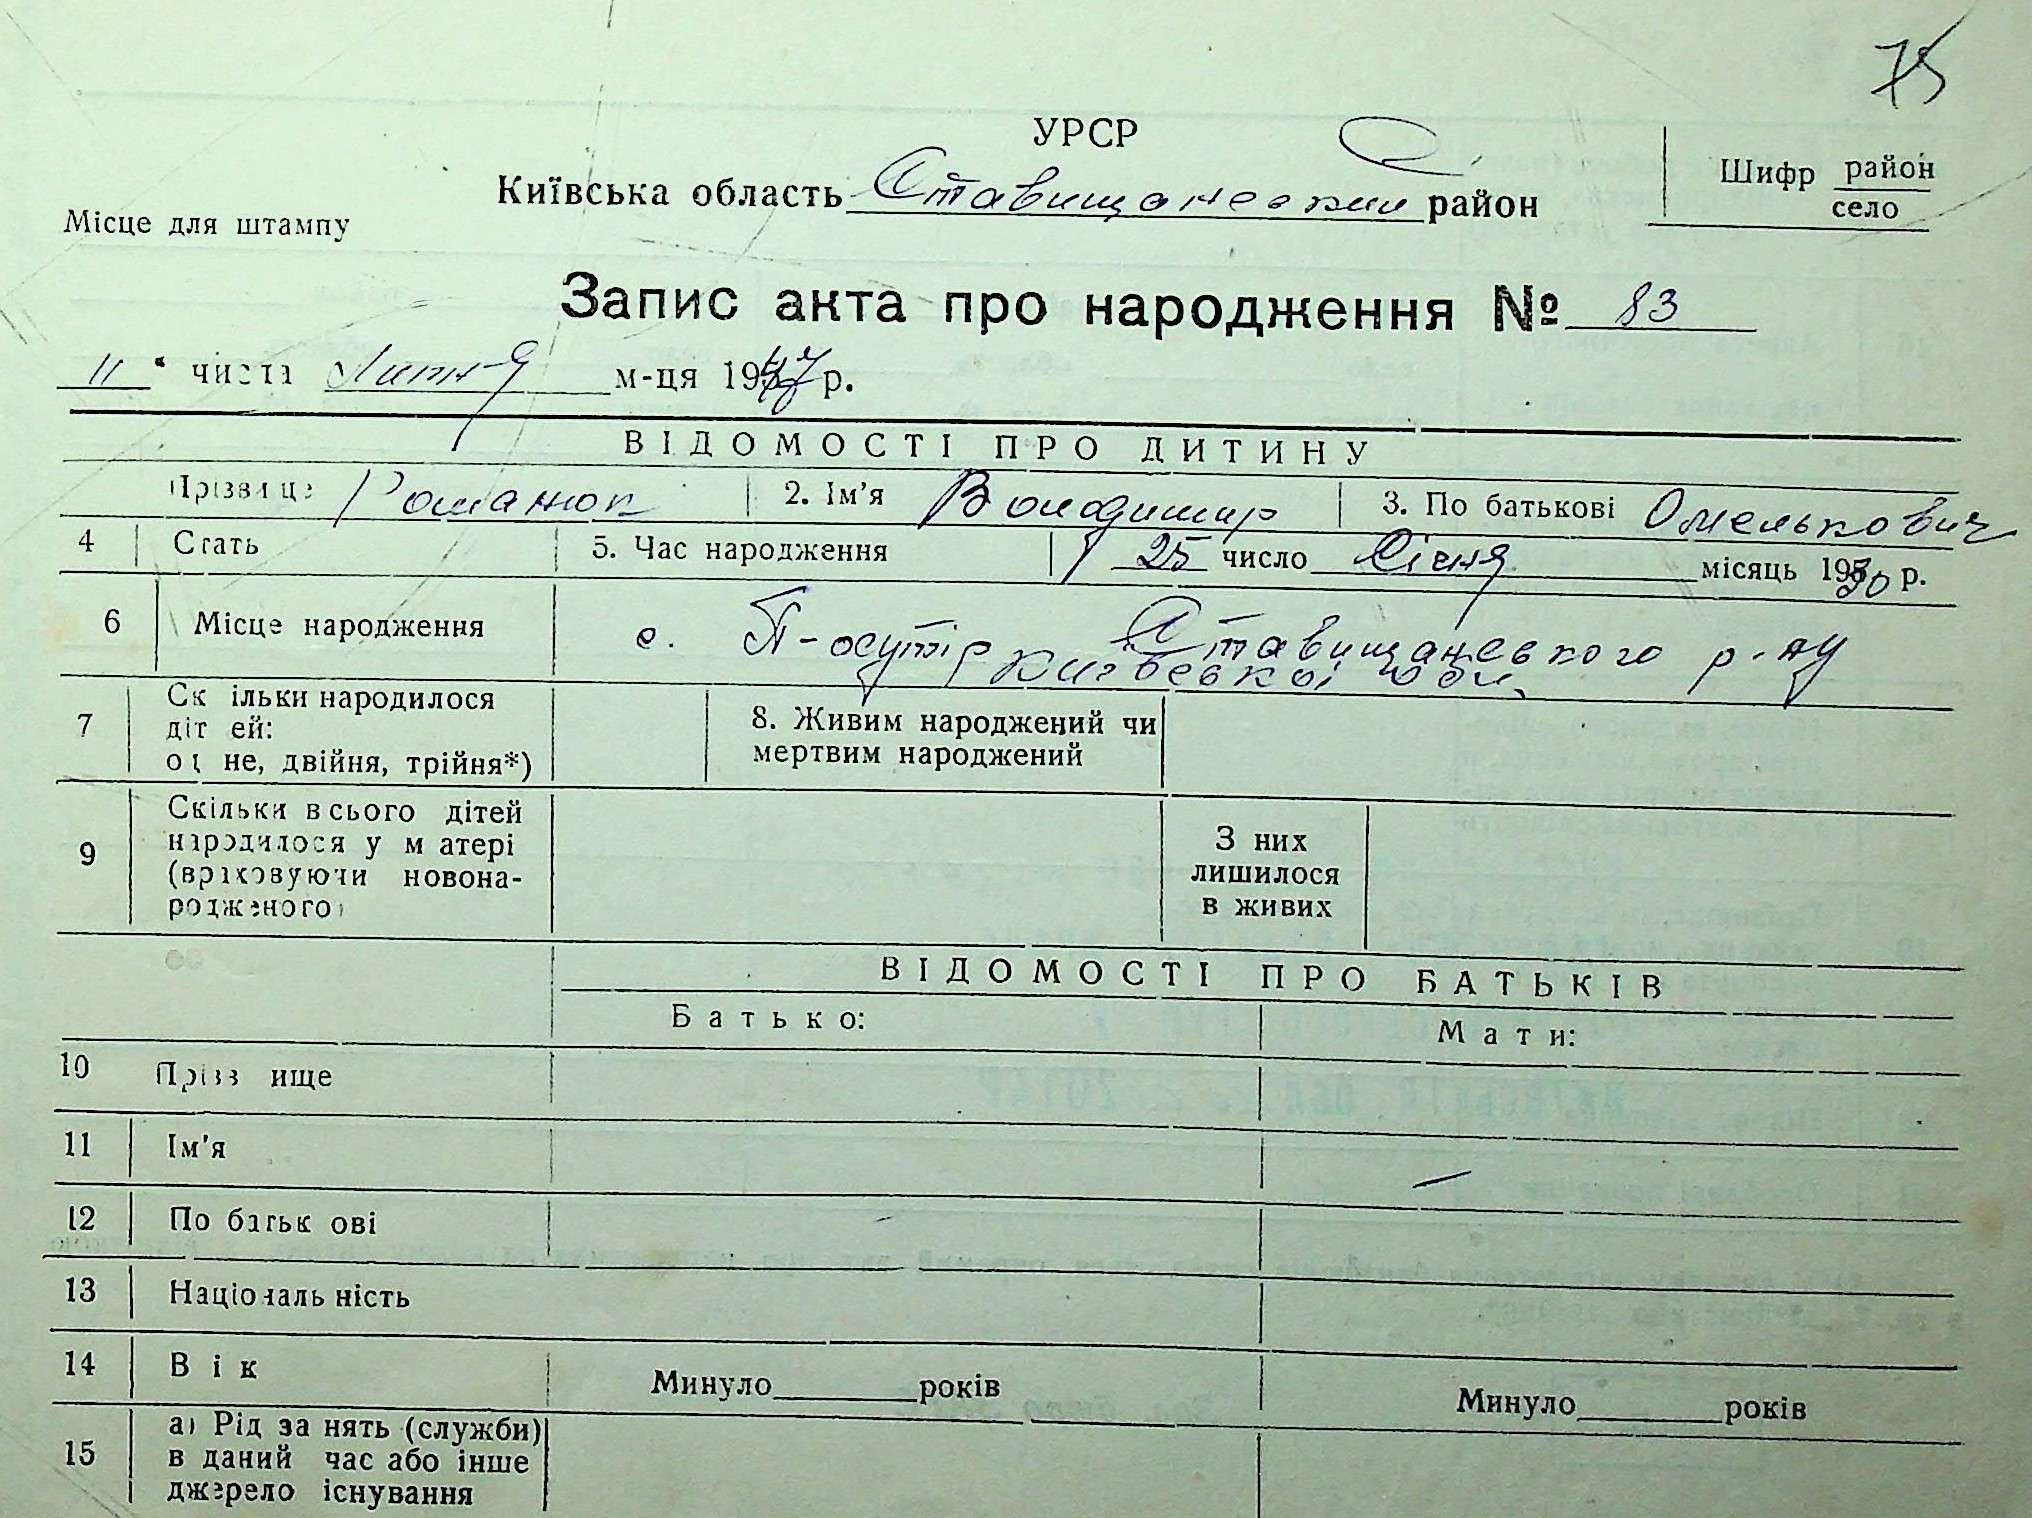 75
УРСР
Київська область Ставищанский район
Шифр район
село
Місце для штампу
Запис акта про народження № 83
11 " числа Липня м-ця 1947 р.
ВІДОМОСТІ ПРО ДИТИНУ
Прізвище Романюк 2. Ім'я Володимир 3. По батькові Омелькович
4 Стать 5. Час народження 25 число Січня місяць 1930 р.
6 Місце народження с. П-осутір Ставищанського р-ну
Київської обл.
7 Скільки народилося дітей: одне, двійня, трійня*) 8. Живим народжений чи мертвим народжений
9 Скільки всього дітей народилося у матері (враховуючи новонародженого) З них лишилося в живих
ВІДОМОСТІ ПРО БАТЬКІВ
Батько: Мати:
10 Прізвище
11 Ім'я
12 По батькові
13 Національність
14 Вік Минуло______років Минуло______років
15 а) Рід занять (служби) в даний час або інше джерело існування